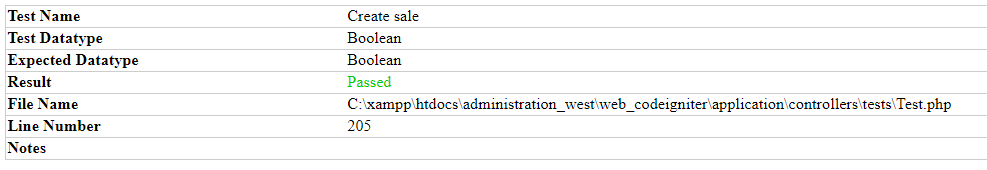 Test Name Create sale
Test Datatype Boolean
Expected Datatype Boolean
Result Passed
File Name C:\xampp\htdocs\administration_west\web_codeigniter\application\controllers\tests\Test.php
Line Number 205
Notes